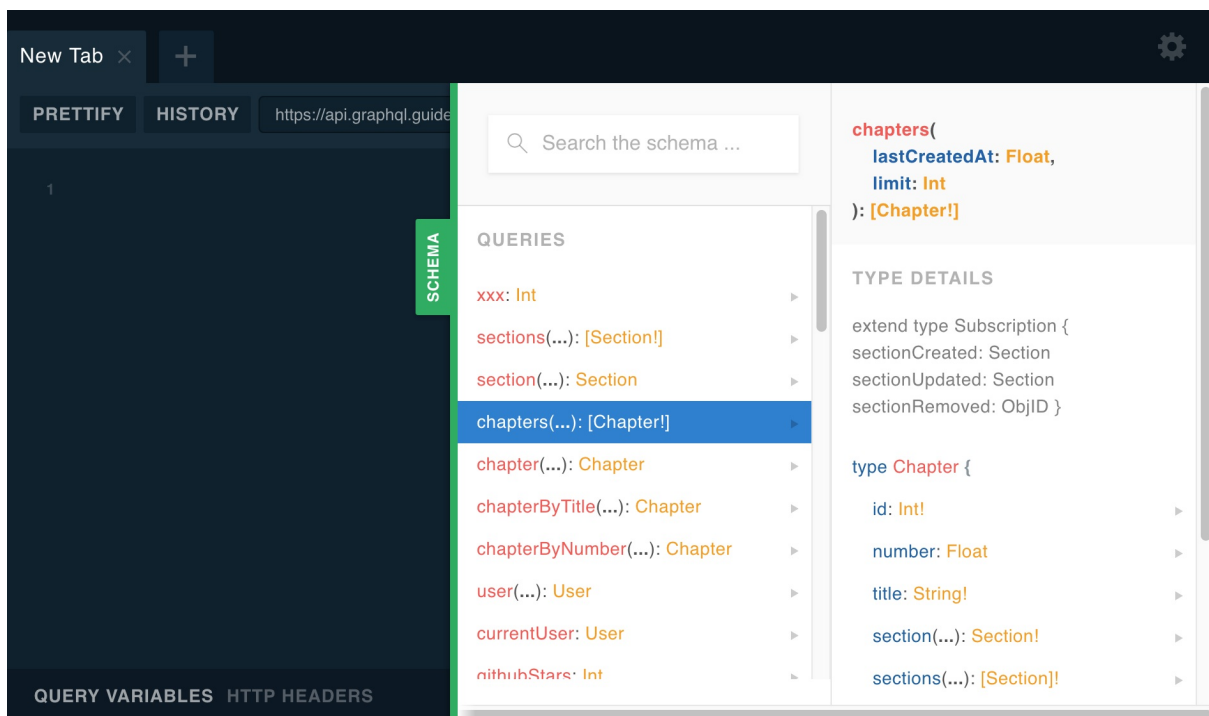 New Tab
PRETTIFY HISTORY https://api.graphql.guide
1
SCHEMA
Search the schema ...
QUERIES
xxx: Int
sections(...): [Section!]
section(...): Section
chapters(...): [Chapter!]
chapter(...): Chapter
chapterByTitle(...): Chapter
chapterByNumber(...): Chapter
user(...): User
currentUser: User
githubStars: Int
chapters(
lastCreatedAt: Float,
limit: Int
): [Chapter!]
TYPE DETAILS
extend type Subscription {
sectionCreated: Section
sectionUpdated: Section
sectionRemoved: ObjID }
type Chapter {
id: Int!
number: Float
title: String!
section(...): Section!
sections(...): [Section]!
QUERY VARIABLES HTTP HEADERS